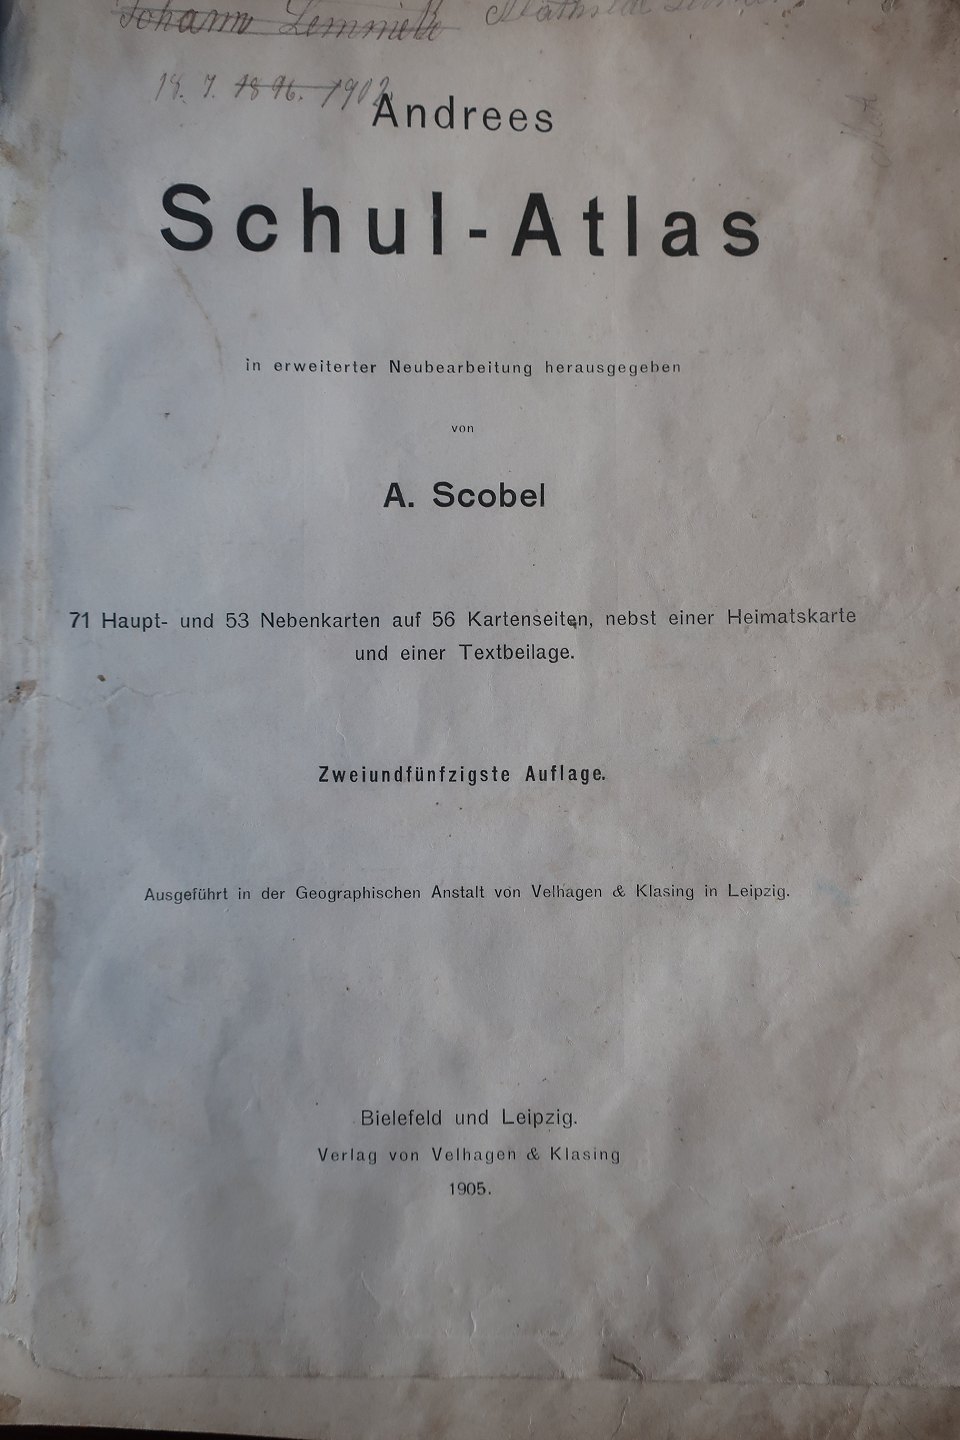 Johann
18. 7. 18 96. 1902
Andrees
Schul-Atlas
in erweiterter Neubearbeitung herausgegeben
von
A. Scobel
71 Haupt- und 53 Nebenkarten auf 56 Kartenseiten, nebst einer Heimatskarte
und einer Textbeilage.
Zweiundfünfzigste Auflage.
Ausgeführt in der Geographischen Anstalt von Velhagen & Klasing in Leipzig.
Bielefeld und Leipzig.
Verlag von Velhagen & Klasing
1905.